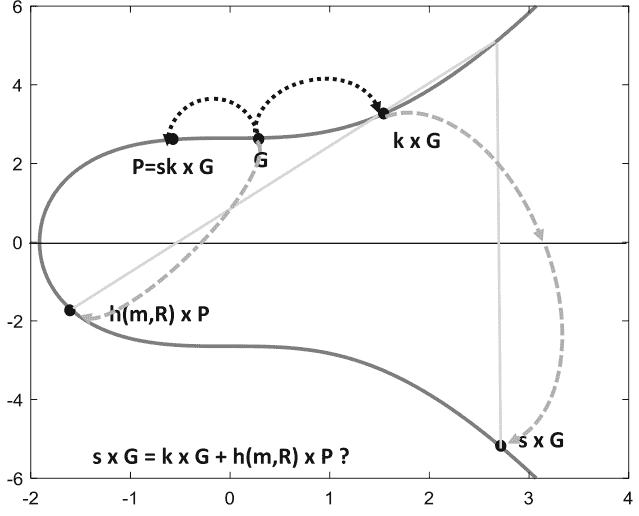 6
4
2
0
-2
-4
-6
P=sk x G
G
k x G
h(m,R) x P
s x G
s x G = k x G + h(m,R) x P ?
-2 -1 0 1 2 3 4